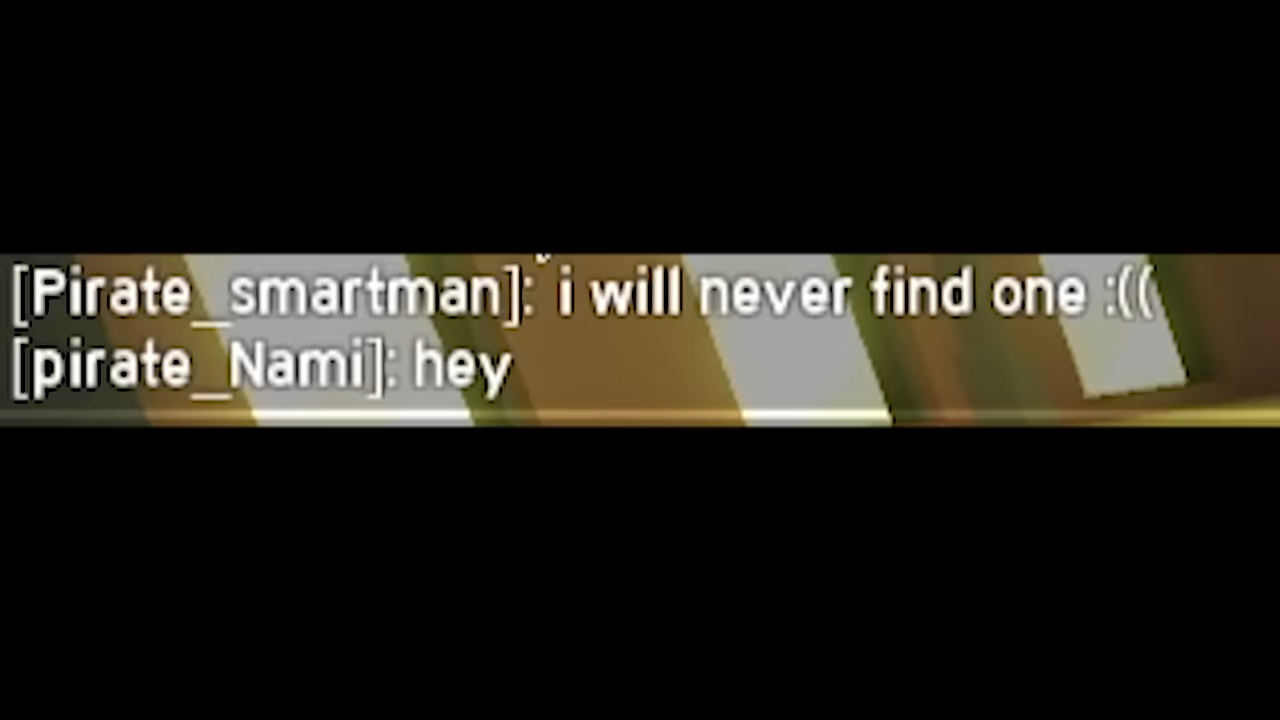 [Pirate_smartman]: i will never find one :((
[pirate_Nami]: hey